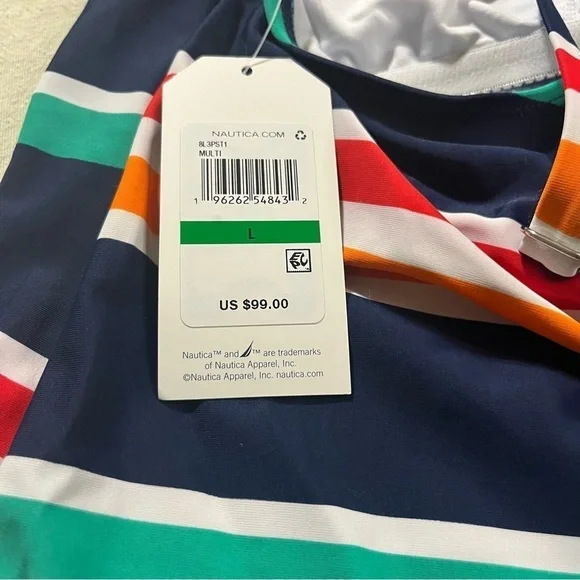 NAUTICA.COM
8L3PST1
MULTI
1 96262 54843 2
L
US $99.00
Nautica™ and ™ are trademarks
of Nautica Apparel, Inc.
©Nautica Apparel, Inc. nautica.com